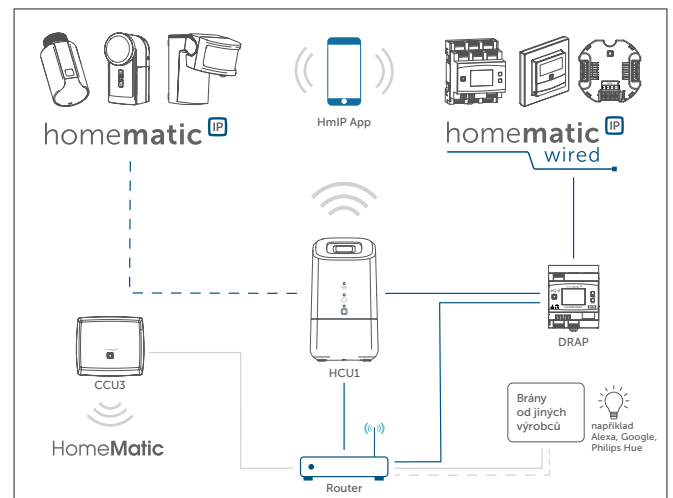 HmIP App
homematic IP
homematic IP
wired
DRAP
HCU1
CCU3
HomeMatic
Brány
od jiných
výrobců
například
Alexa, Google,
Philips Hue
Router